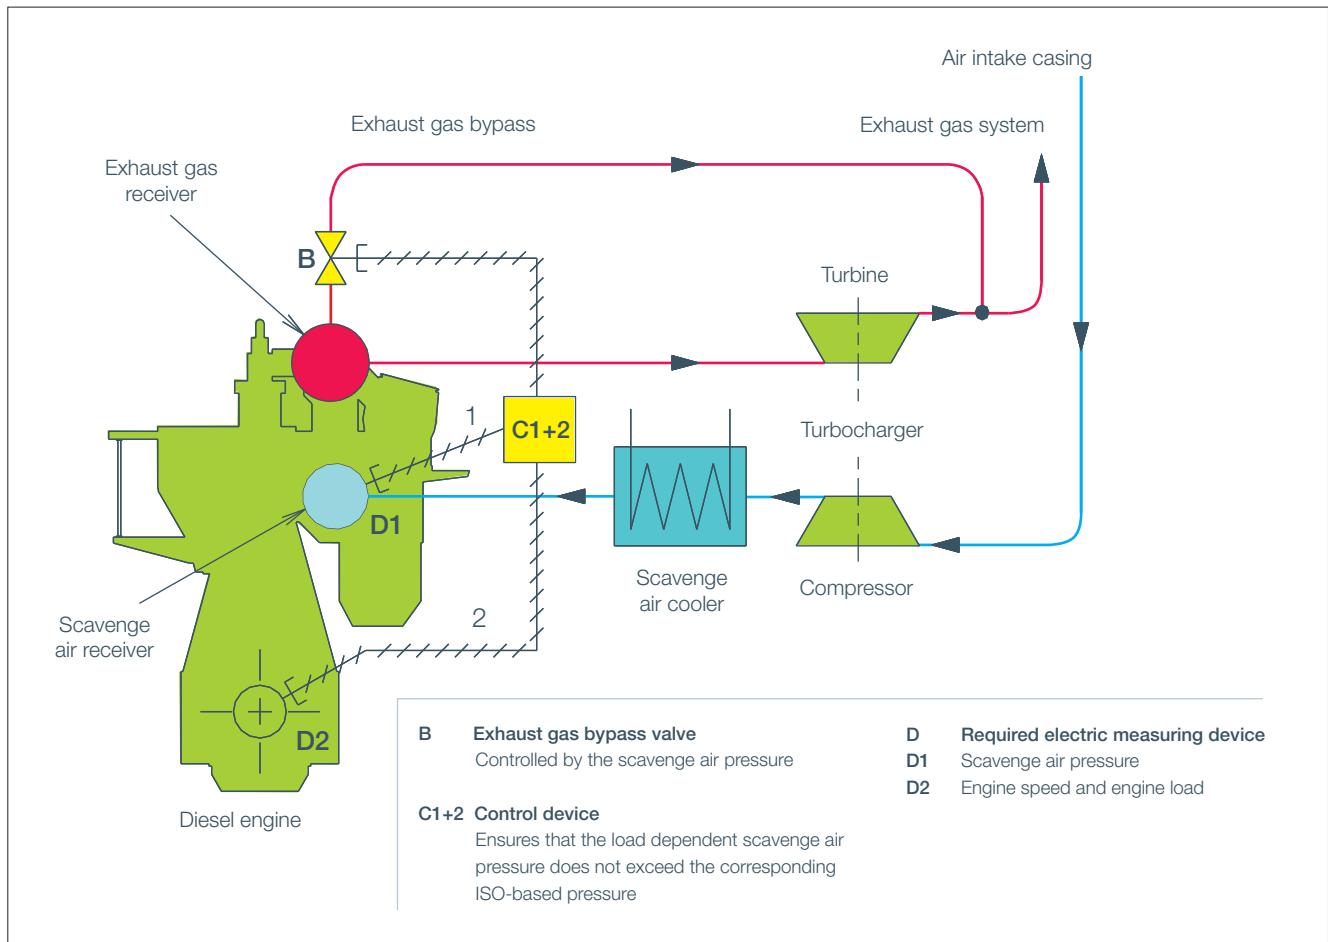 Air intake casing
Exhaust gas bypass
Exhaust gas system
Exhaust gas
receiver
B
Turbine
1
C1+2
Turbocharger
D1
Scavenge
air cooler
Compressor
2
Scavenge
air receiver
D2
Diesel engine
B Exhaust gas bypass valve
Controlled by the scavenge air pressure
C1+2 Control device
Ensures that the load dependent scavenge air
pressure does not exceed the corresponding
ISO-based pressure
D Required electric measuring device
D1 Scavenge air pressure
D2 Engine speed and engine load